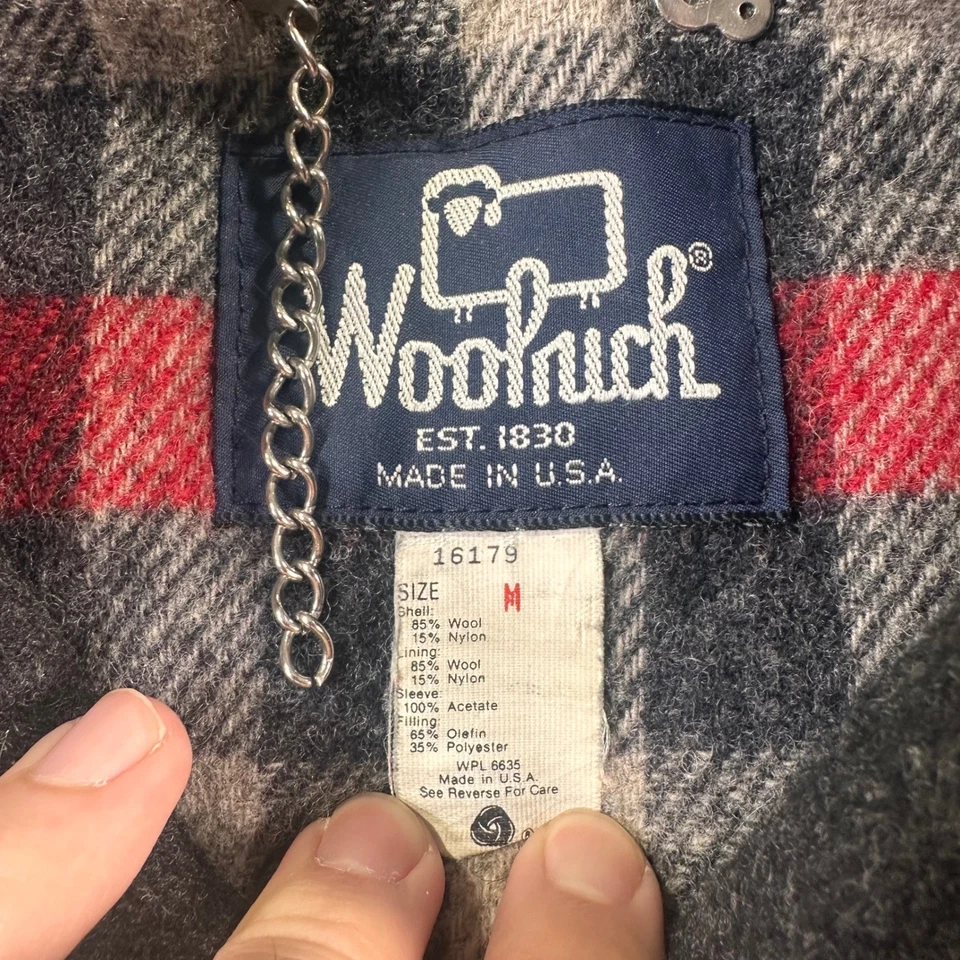 Woolrich®
EST. 1830
MADE IN U.S.A.
16179
SIZE M
Shell:
85% Wool
15% Nylon
Lining:
85% Wool
15% Nylon
Sleeve:
100% Acetate
Filling:
65% Olefin
35% Polyester
WPL 6635
Made in U.S.A.
See Reverse For Care
®